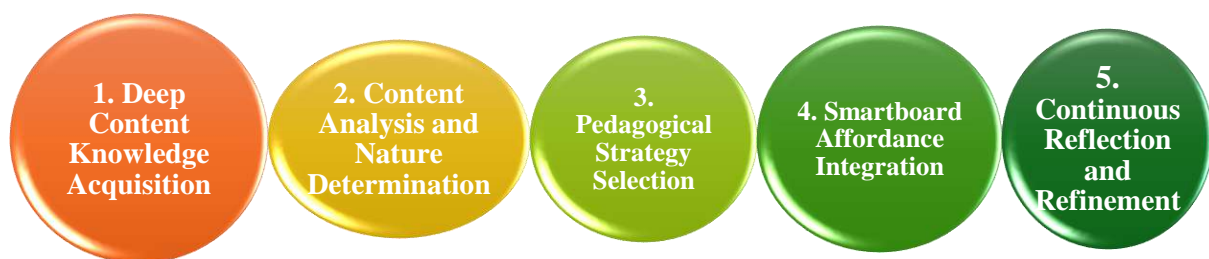 1. Deep
Content
Knowledge
Acquisition
2. Content
Analysis and
Nature
Determination
3.
Pedagogical
Strategy
Selection
4. Smartboard
Affordance
Integration
5.
Continuous
Reflection
and
Refinement